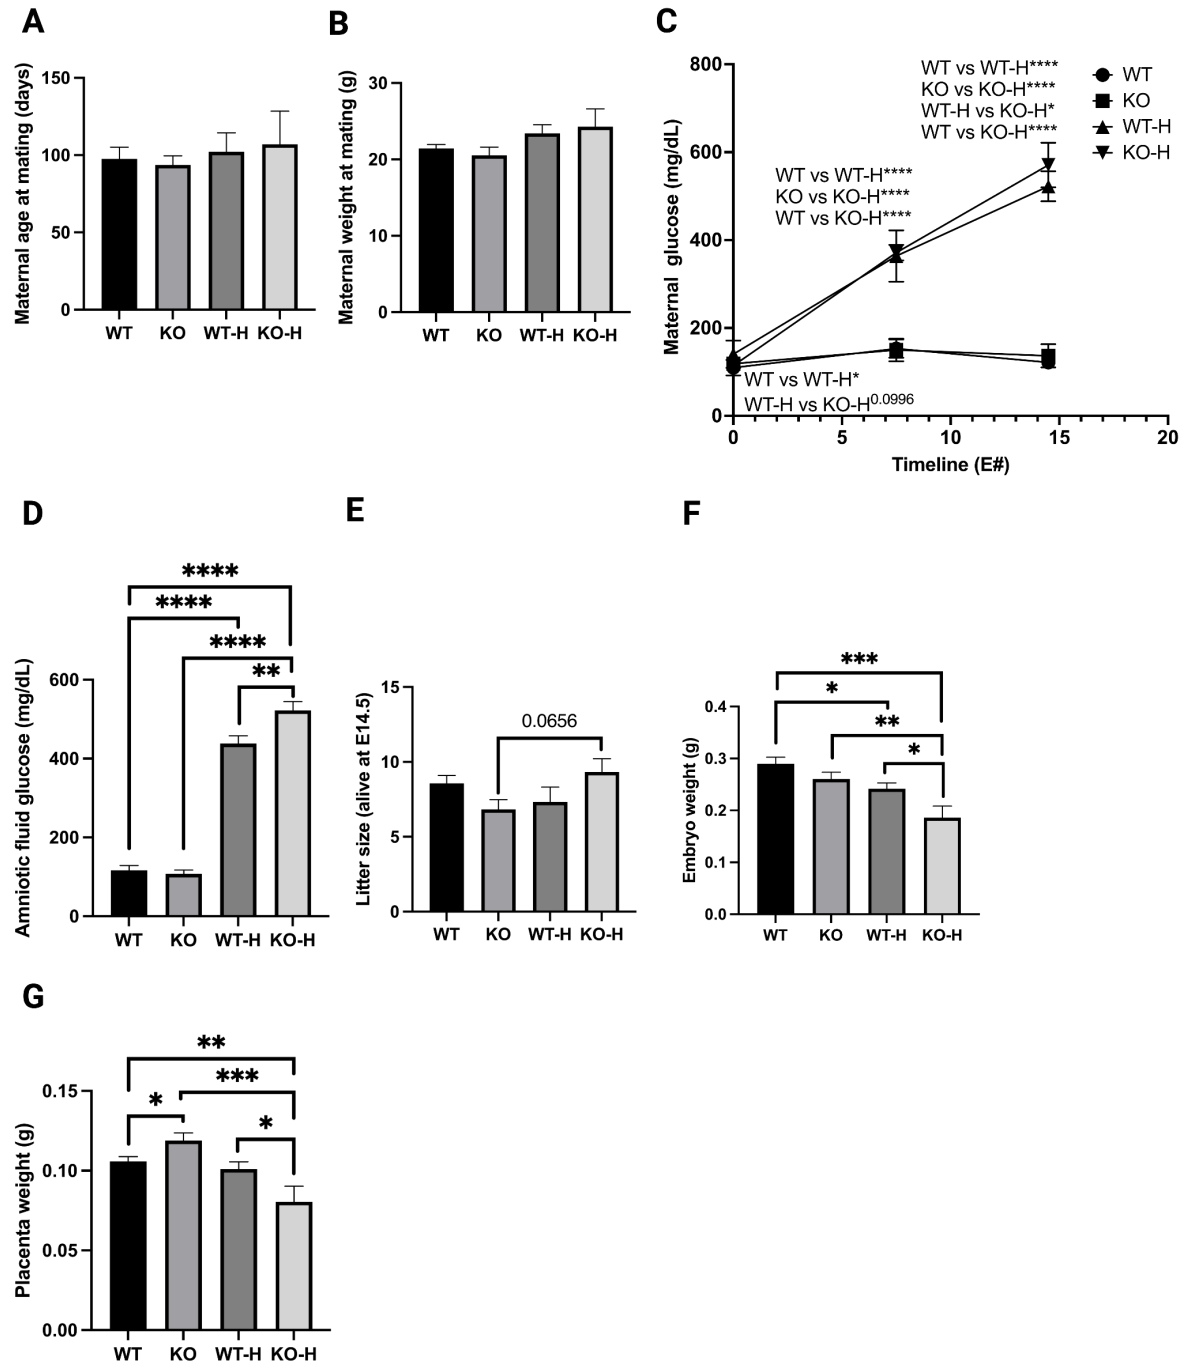 A
Maternal age at mating (days)
150
100
50
0
WT KO WT-H KO-H
B
Maternal weight at mating (g)
30
20
10
0
WT KO WT-H KO-H
C
Maternal glucose (mg/dL)
800
600
400
200
0
WT vs WT-H****
KO vs KO-H****
WT-H vs KO-H*
WT vs KO-H****
WT
KO
WT-H
KO-H
WT vs WT-H****
KO vs KO-H****
WT vs KO-H****
WT vs WT-H*
WT-H vs KO-H0.0996
0 5 10 15 20
Timeline (E#)
D
Amniotic fluid glucose (mg/dL)
****
****
****
**
600
400
200
0
WT KO WT-H KO-H
E
Litter size (alive at E14.5)
15
10
5
0
0.0656
WT KO WT-H KO-H
F
Embryo weight (g)
***
*
**
*
0.4
0.3
0.2
0.1
0.0
WT KO WT-H KO-H
G
Placenta weight (g)
**
***
*
*
0.15
0.10
0.05
0.00
WT KO WT-H KO-H